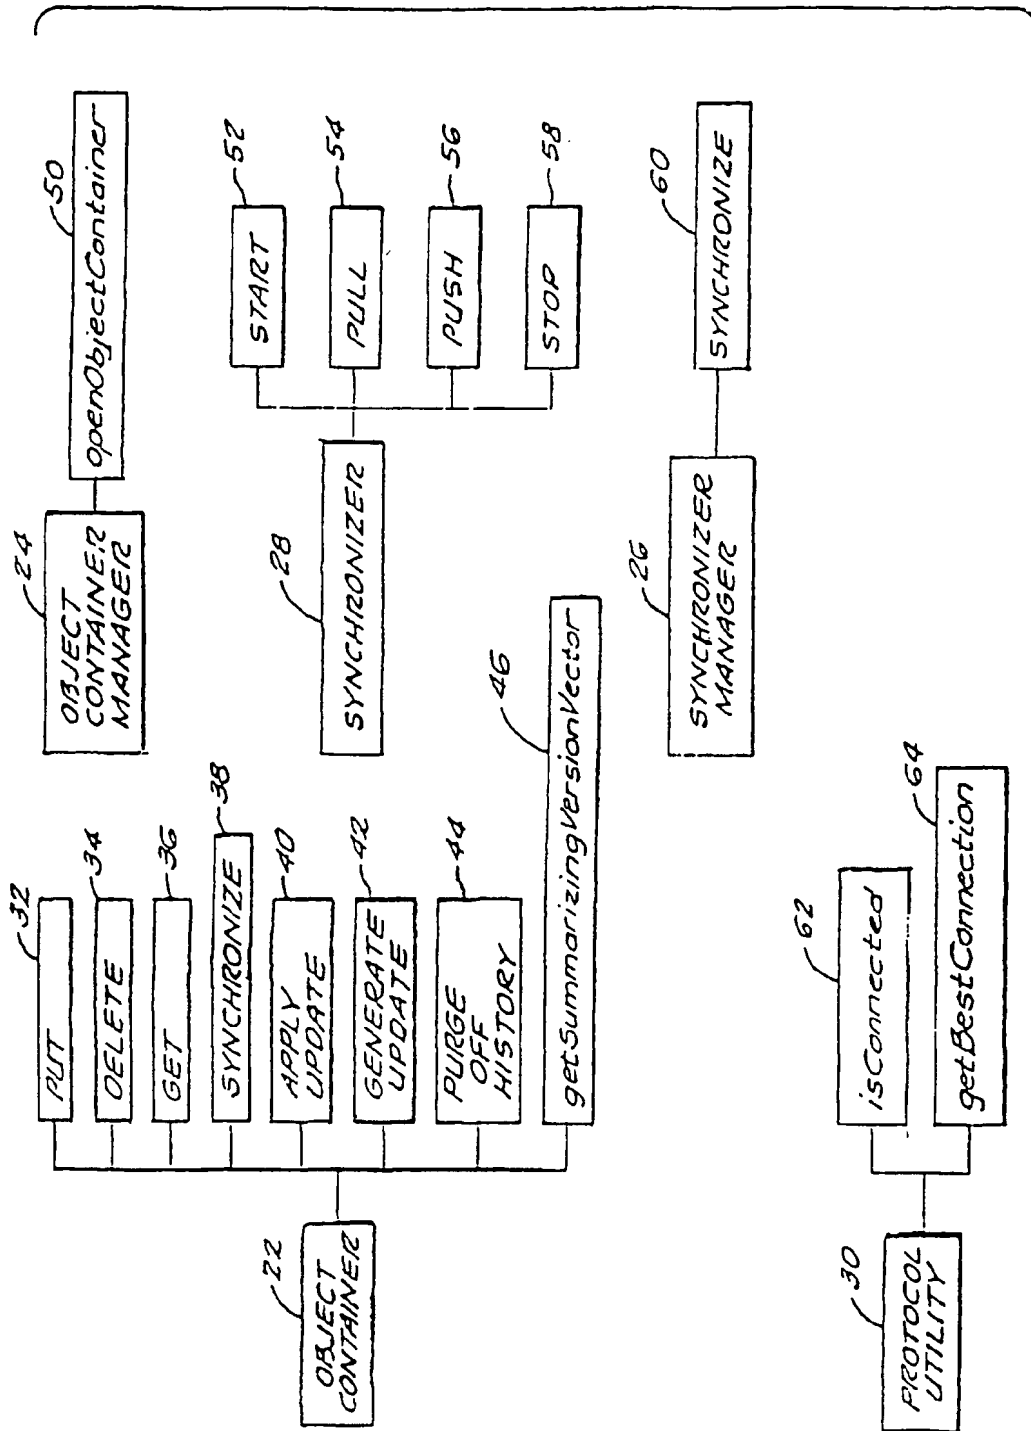 22
OBJECT
CONTAINER
32
PUT
34
DELETE
36
GET
38
SYNCHRONIZE
40
APPLY
UPDATE
42
GENERATE
UPDATE
44
PURGE
OFF
HISTORY
46
getSummarizingVersionVector
24
OBJECT
CONTAINER
MANAGER
50
openObjectContainer
28
SYNCHRONIZER
52
START
54
PULL
56
PUSH
58
STOP
26
SYNCHRONIZER
MANAGER
60
SYNCHRONIZE
30
PROTOCOL
UTILITY
62
isConnected
64
getBestConnection